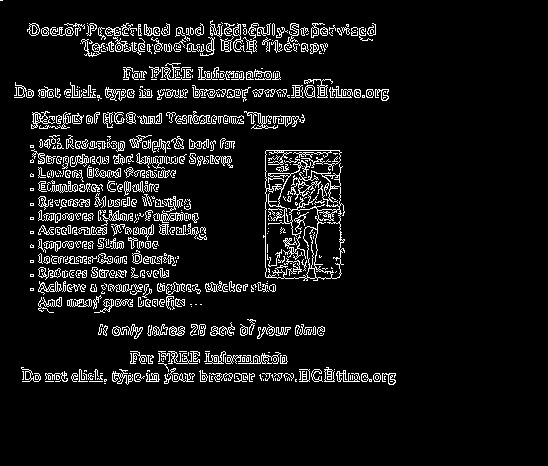 Doctor Prescribed and Medically Supervised
Testosterone and HGH Therapy
For FREE Information
Do not click, type in your browser www.HGHtime.org
Benefits of HGH and Testosterone Therapy:
. 14% Reduction Weight & body fat
. Strengthens the Immune System
. Lowers Blood Pressure
. Eliminates Cellulite
. Reverses Muscle Wasting
. Improves Kidney Function
. Accelerates Wound Healing
. Improves Skin Tone
. Increases Bone Density
. Reduces Stress Levels
. Achieve a younger, tighter, thicker skin
And many more benefits ...
It only takes 28 sec of your time
For FREE Information
Do not click, type in your browser www.HGHtime.org